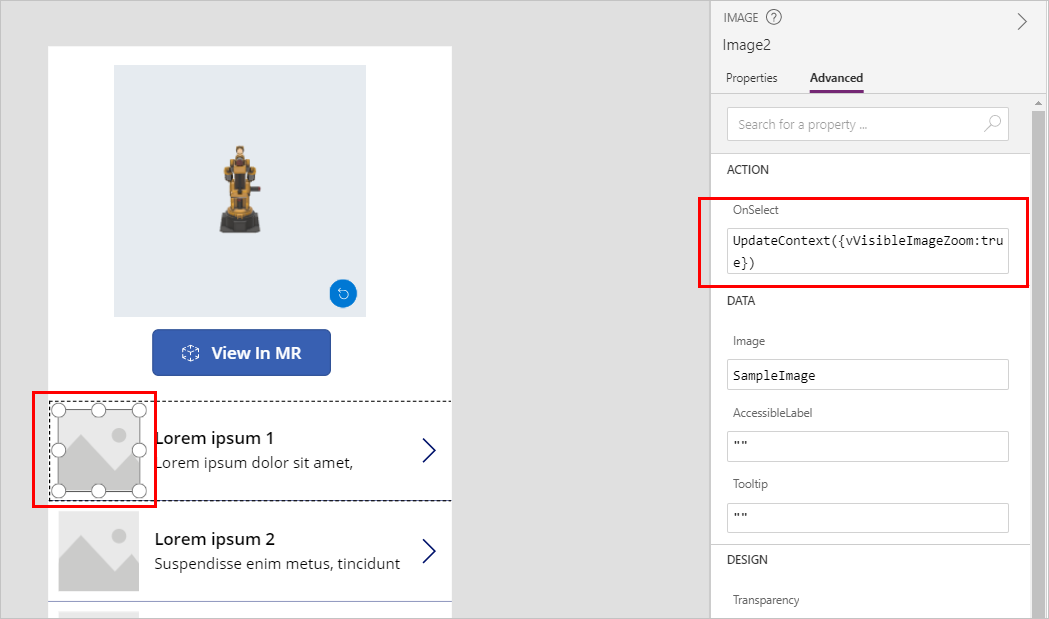 View In MR
Lorem ipsum 1
Lorem ipsum dolor sit amet,
Lorem ipsum 2
Suspendisse enim metus, tincidunt
IMAGE ?
Image2
Properties Advanced
Search for a property ...
ACTION
OnSelect
UpdateContext({vVisibleImageZoom:tru
e})
DATA
Image
SampleImage
AccessibleLabel
""
Tooltip
""
DESIGN
Transparency